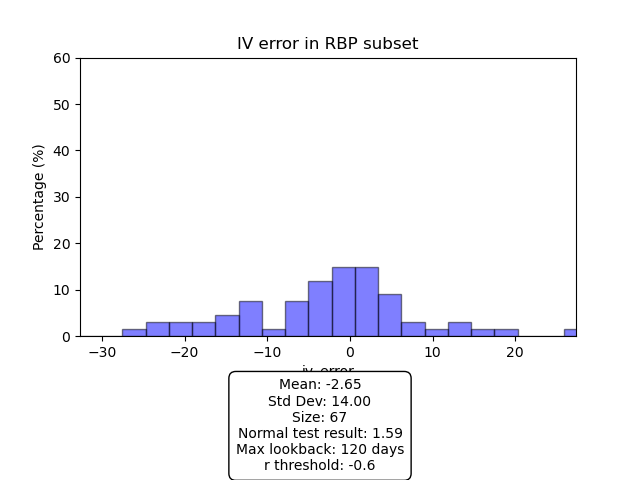 IV error in RBP subset
60
50
40
30
20
10
0
Percentage (%)
−30 −20 −10 0 10 20
iv_error
Mean: -2.65
Std Dev: 14.00
Size: 67
Normal test result: 1.59
Max lookback: 120 days
r threshold: -0.6